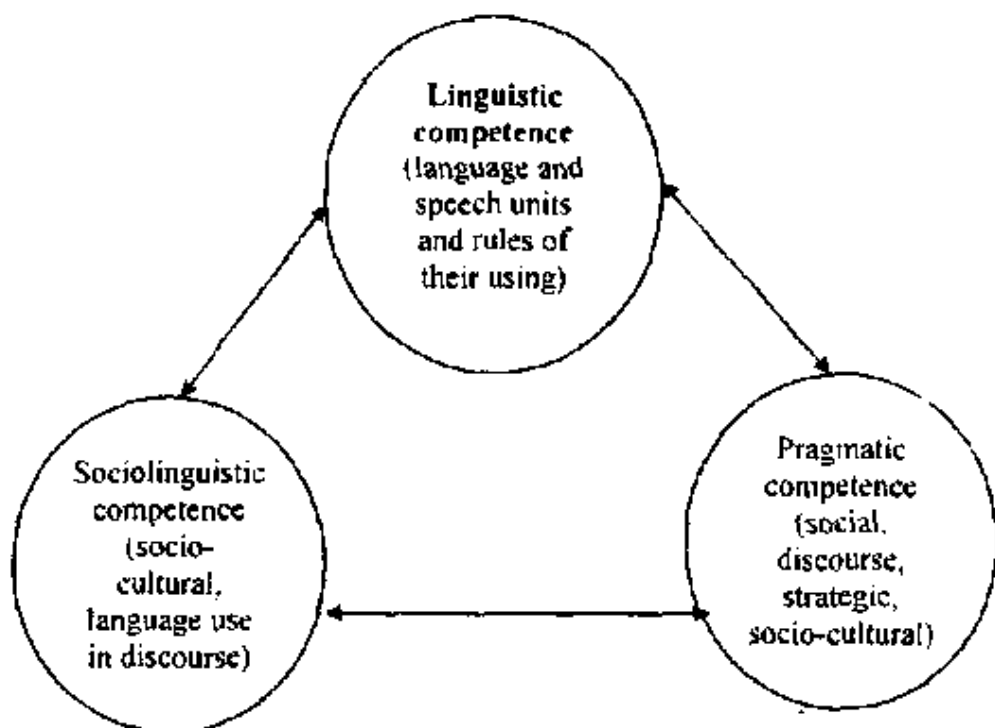 Linguistic
competence
(language and
speech units
and rules of
their using)
Sociolinguistic
competence
(socio-
cultural,
language use
in discourse)
Pragmatic
competence
(social,
discourse,
strategic,
socio-cultural)